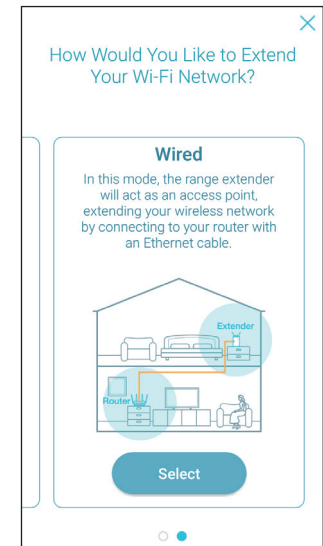 How Would You Like to Extend
Your Wi-Fi Network?
Wired
In this mode, the range extender
will act as an access point,
extending your wireless network
by connecting to your router with
an Ethernet cable.
Extender
Router
Select